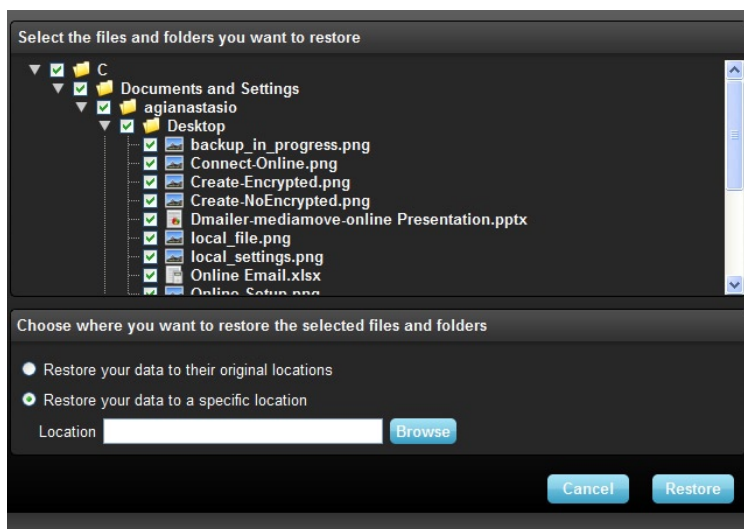 Select the files and folders you want to restore
C
Documents and Settings
agianastasio
Desktop
backup_in_progress.png
Connect-Online.png
Create-Encrypted.png
Create-NoEncrypted.png
Dmailer-mediamove-online Presentation.pptx
local_file.png
local_settings.png
Online Email.xlsx
Online-Setup.png
Choose where you want to restore the selected files and folders
Restore your data to their original locations
Restore your data to a specific location
Location Browse
Cancel Restore